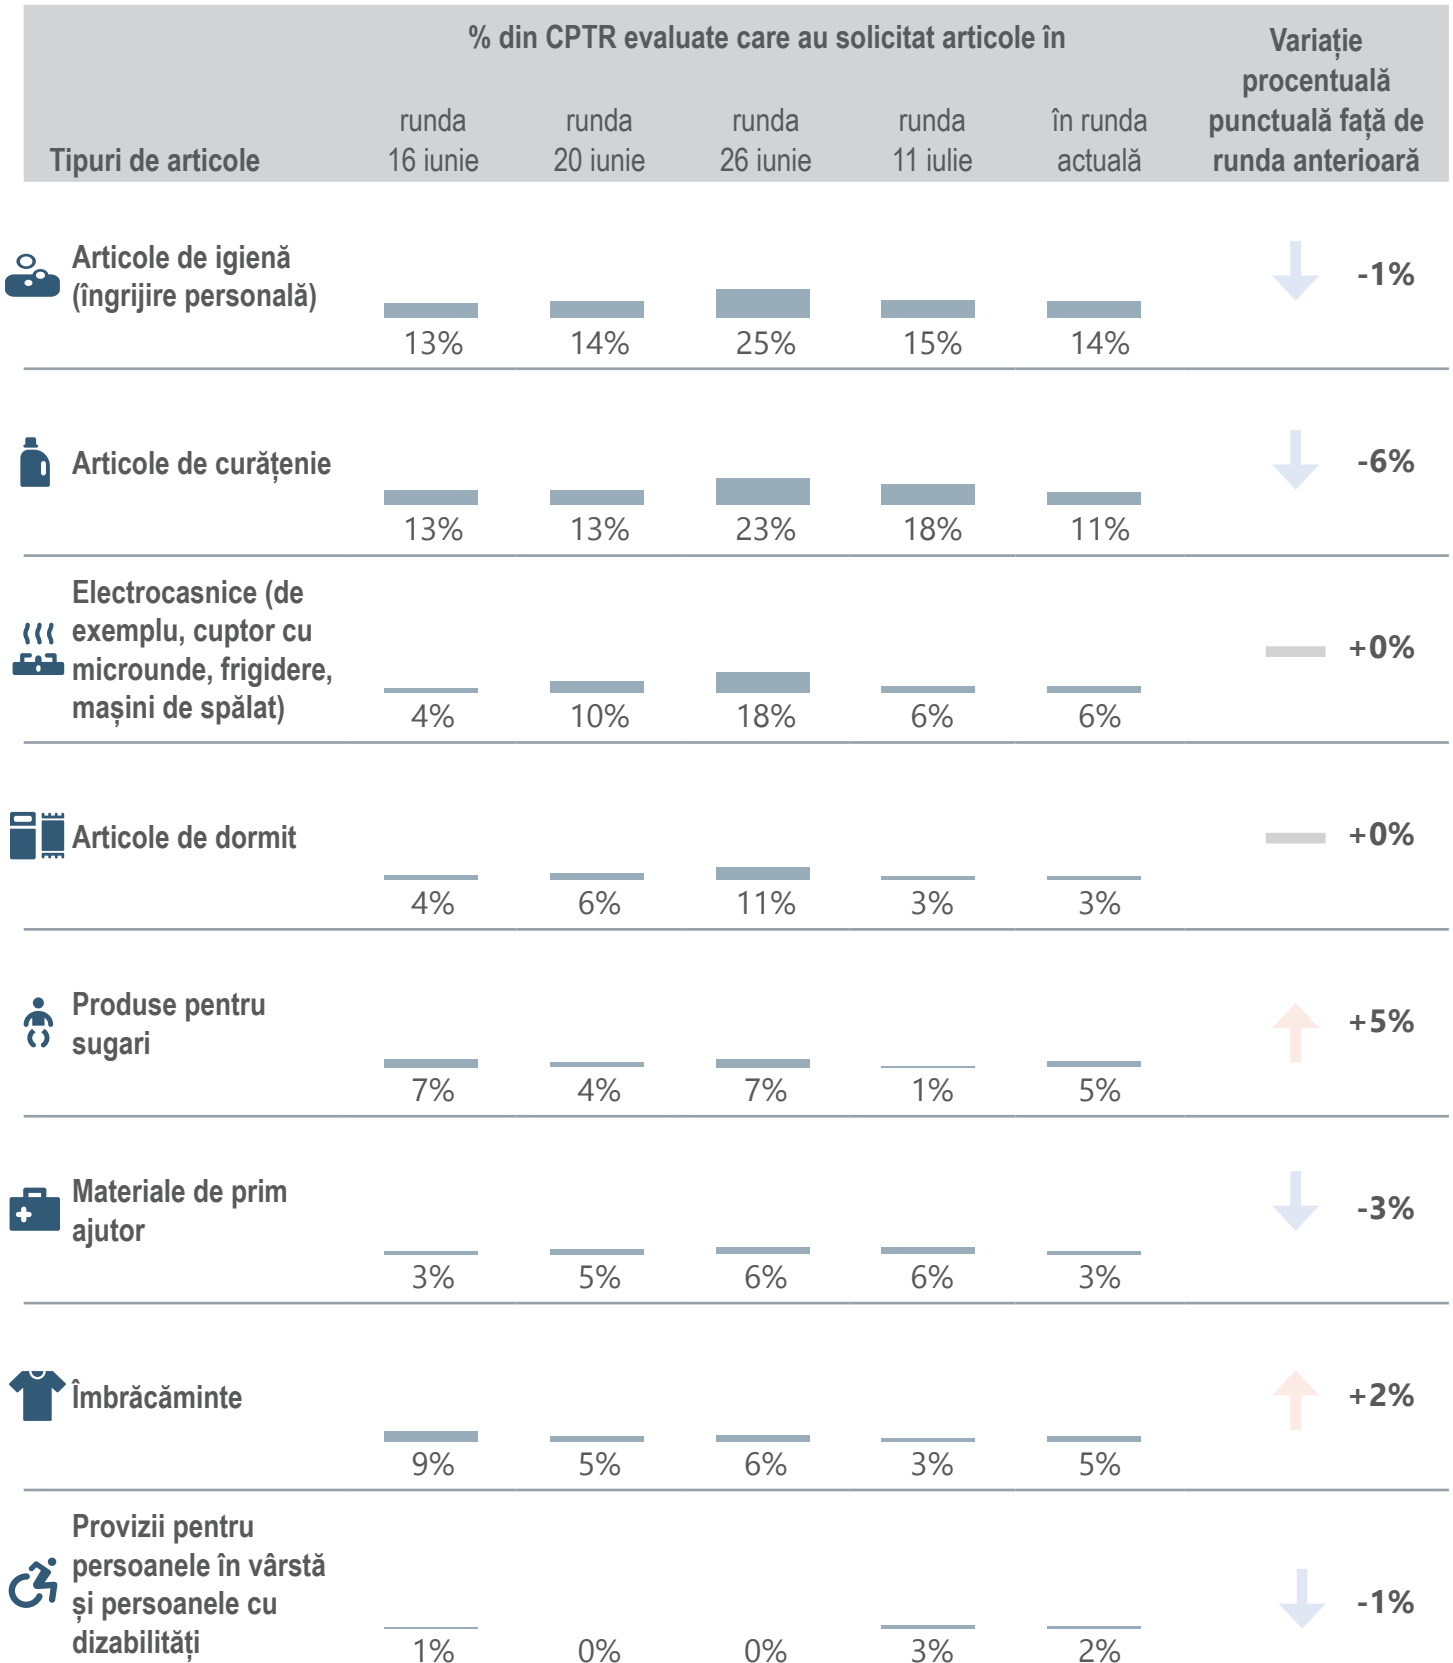 % din CPTR evaluate care au solicitat articole în
Variație
procentuală
punctuală față de
runda anterioară
Tipuri de articole
runda
16 iunie
runda
20 iunie
runda
26 iunie
runda
11 iulie
în runda
actuală
Articole de igienă
(îngrijire personală)
13% 14% 25% 15% 14%
-1%
Articole de curățenie
13% 13% 23% 18% 11%
-6%
Electrocasnice (de
exemplu, cuptor cu
microunde, frigidere,
mașini de spălat)
4% 10% 18% 6% 6%
+0%
Articole de dormit
4% 6% 11% 3% 3%
+0%
Produse pentru
sugari
7% 4% 7% 1% 5%
+5%
Materiale de prim
ajutor
3% 5% 6% 6% 3%
-3%
Îmbrăcăminte
9% 5% 6% 3% 5%
+2%
Provizii pentru
persoanele în vârstă
și persoanele cu
dizabilități
1% 0% 0% 3% 2%
-1%